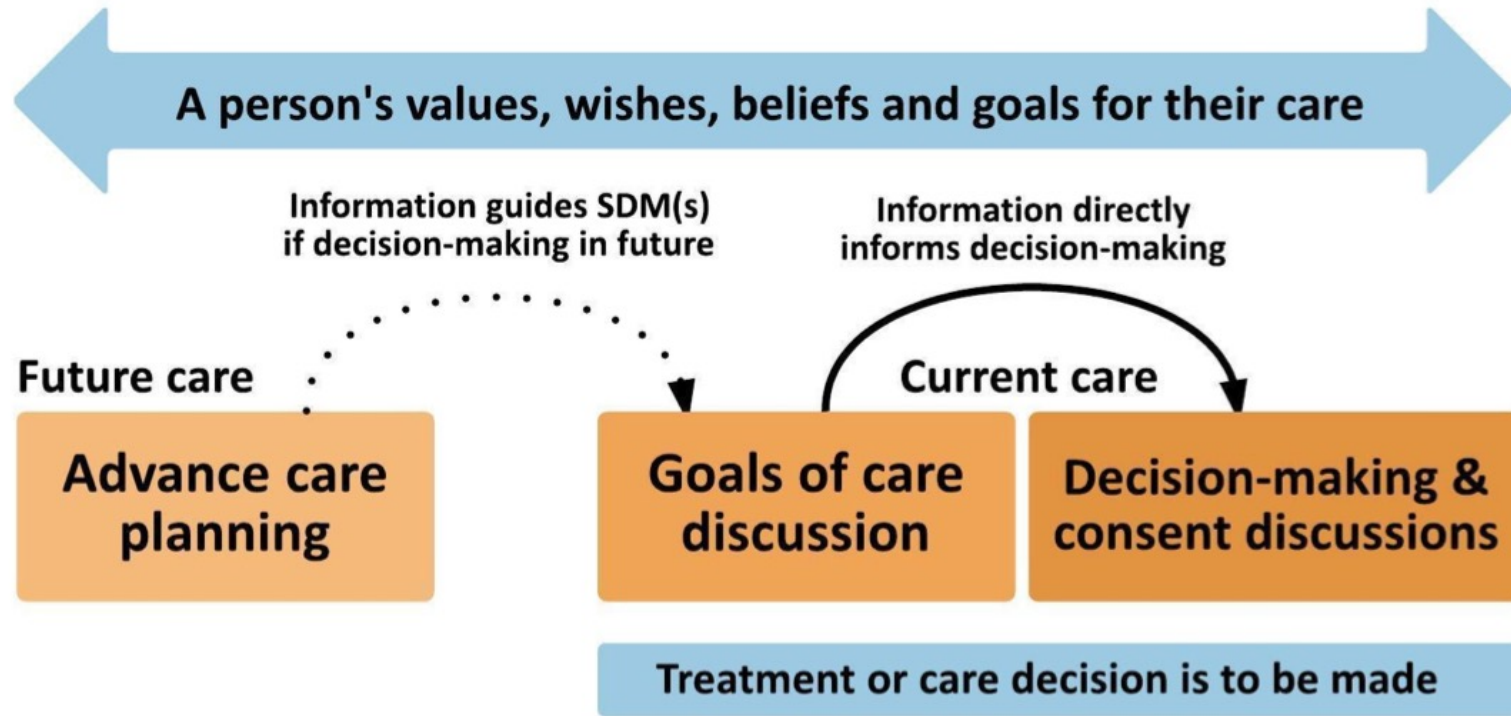 A person's values, wishes, beliefs and goals for their care
Information guides SDM(s)
if decision-making in future
Information directly
informs decision-making
Future care
Current care
Advance care
planning
Goals of care
discussion
Decision-making &
consent discussions
Treatment or care decision is to be made